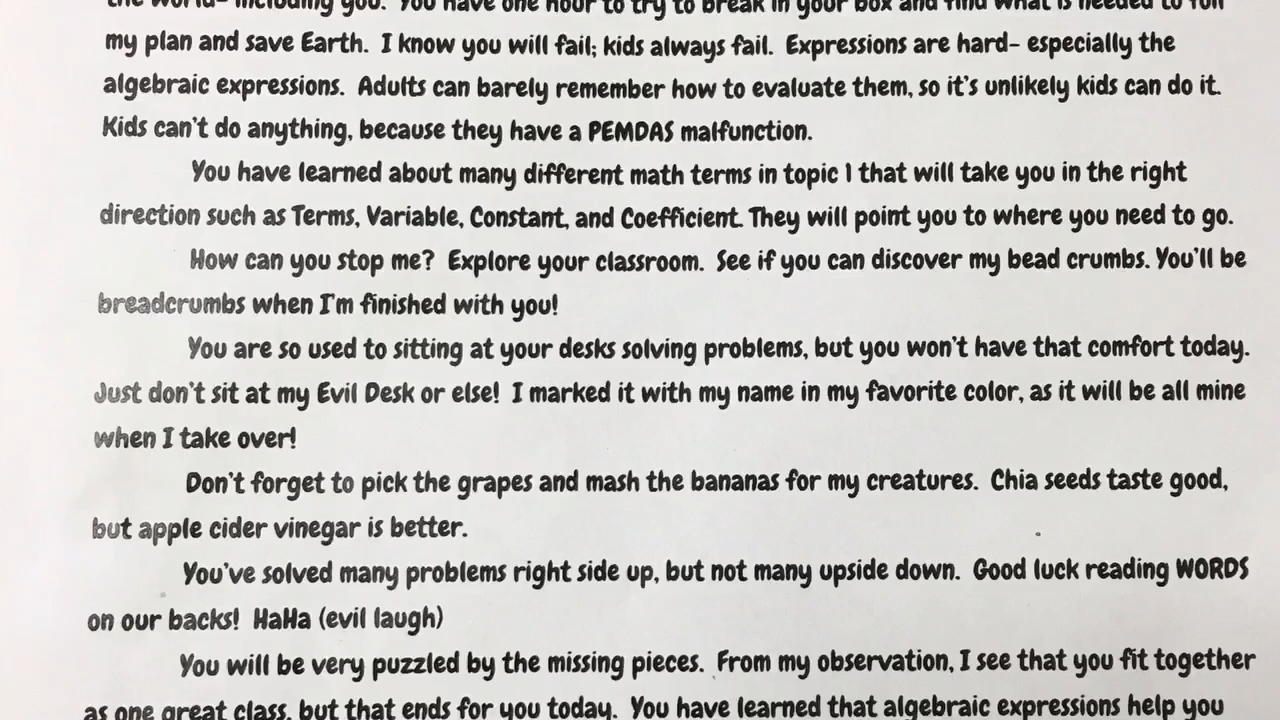 the world- including you. You have one hour to try to break in your box and find what is needed to foil
my plan and save Earth. I know you will fail; kids always fail. Expressions are hard- especially the
algebraic expressions. Adults can barely remember how to evaluate them, so it's unlikely kids can do it.
Kids can't do anything, because they have a PEMDAS malfunction.
You have learned about many different math terms in topic 1 that will take you in the right
direction such as Terms, Variable, Constant, and Coefficient. They will point you to where you need to go.
How can you stop me? Explore your classroom. See if you can discover my bead crumbs. You'll be
breadcrumbs when I'm finished with you!
You are so used to sitting at your desks solving problems, but you won't have that comfort today.
Just don't sit at my Evil Desk or else! I marked it with my name in my favorite color, as it will be all mine
when I take over!
Don't forget to pick the grapes and mash the bananas for my creatures. Chia seeds taste good,
but apple cider vinegar is better.
You've solved many problems right side up, but not many upside down. Good luck reading WORDS
on our backs! HaHa (evil laugh)
You will be very puzzled by the missing pieces. From my observation, I see that you fit together
as one great class, but that ends for you today. You have learned that algebraic expressions help you